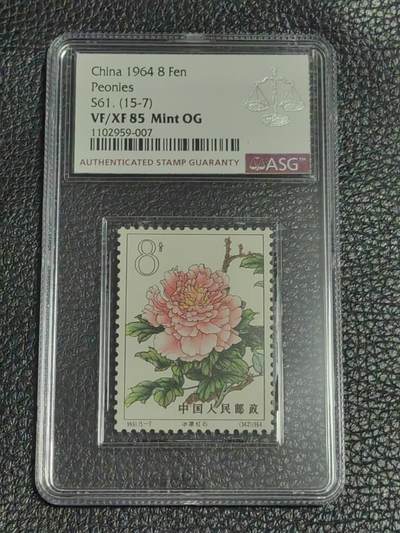 China 1964 8 Fen
Peonies
S61. (15-7)
VF/XF 85 Mint OG
1102959-007
AUTHENTICATED STAMP GUARANTY ASG™
8分
中国人民邮政